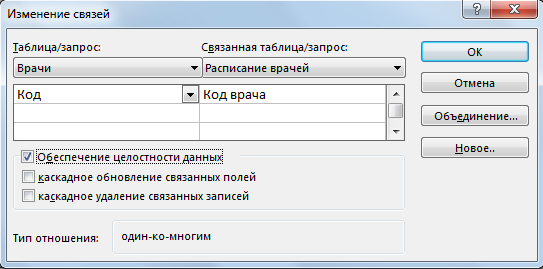 Изменение связей
?
Таблица/запрос: Связанная таблица/запрос:
Врачи Расписание врачей
Код Код врача
Обеспечение целостности данных
каскадное обновление связанных полей
каскадное удаление связанных записей
Тип отношения: один-ко-многим
ОК
Отмена
Объединение...
Новое..